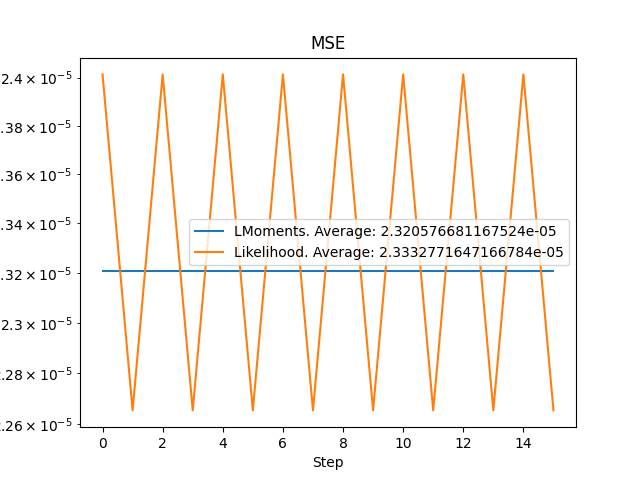 MSE
2.4 × 10⁻⁵
2.38 × 10⁻⁵
2.36 × 10⁻⁵
2.34 × 10⁻⁵
2.32 × 10⁻⁵
2.3 × 10⁻⁵
2.28 × 10⁻⁵
2.26 × 10⁻⁵
LMoments. Average: 2.320576681167524e-05
Likelihood. Average: 2.3332771647166784e-05
0 2 4 6 8 10 12 14
Step